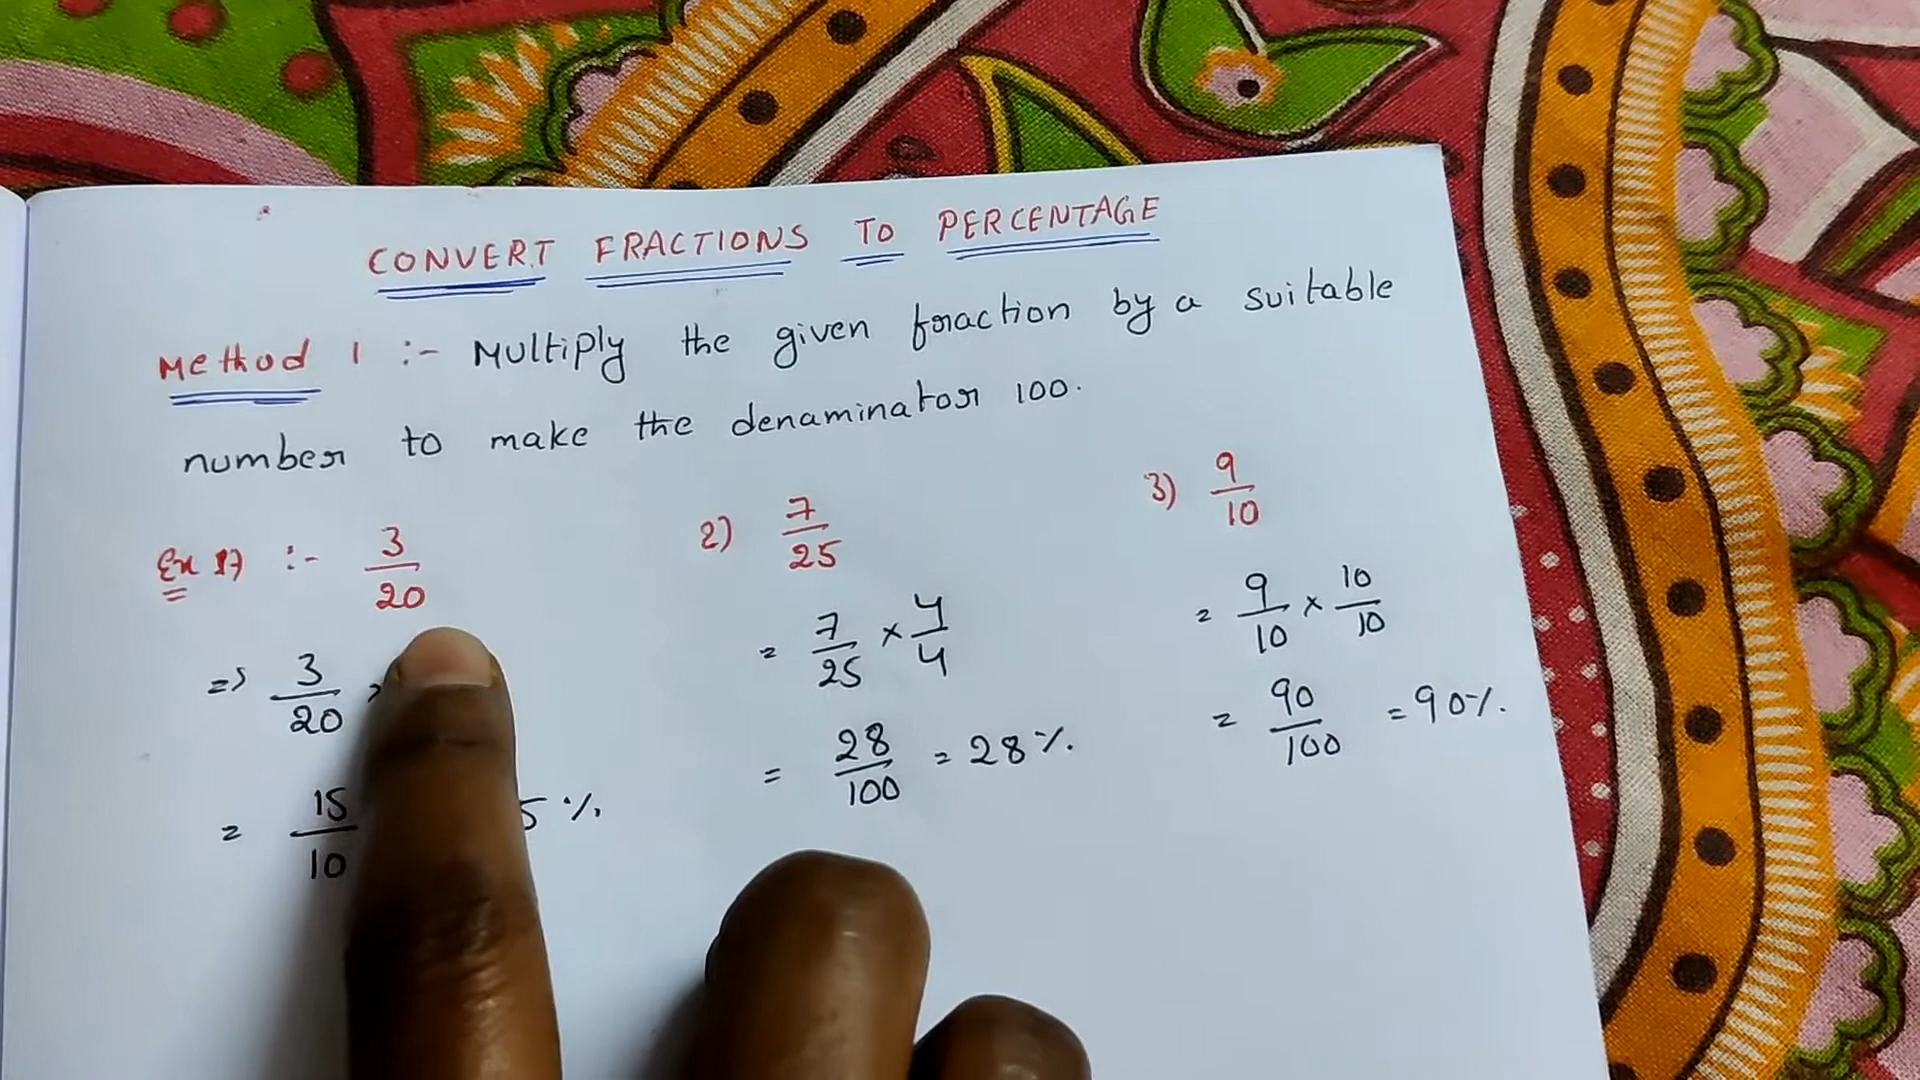 CONVERT FRACTIONS TO PERCENTAGE
Method 1 :- Multiply the given fraction by a suitable
number to make the denaminator 100.
Ex 1) :- 3/20
=> 3/20 ×
= 15/10
5 %
2) 7/25
= 7/25 × 4/4
= 28/100 = 28%
3) 9/10
= 9/10 × 10/10
= 90/100 = 90%